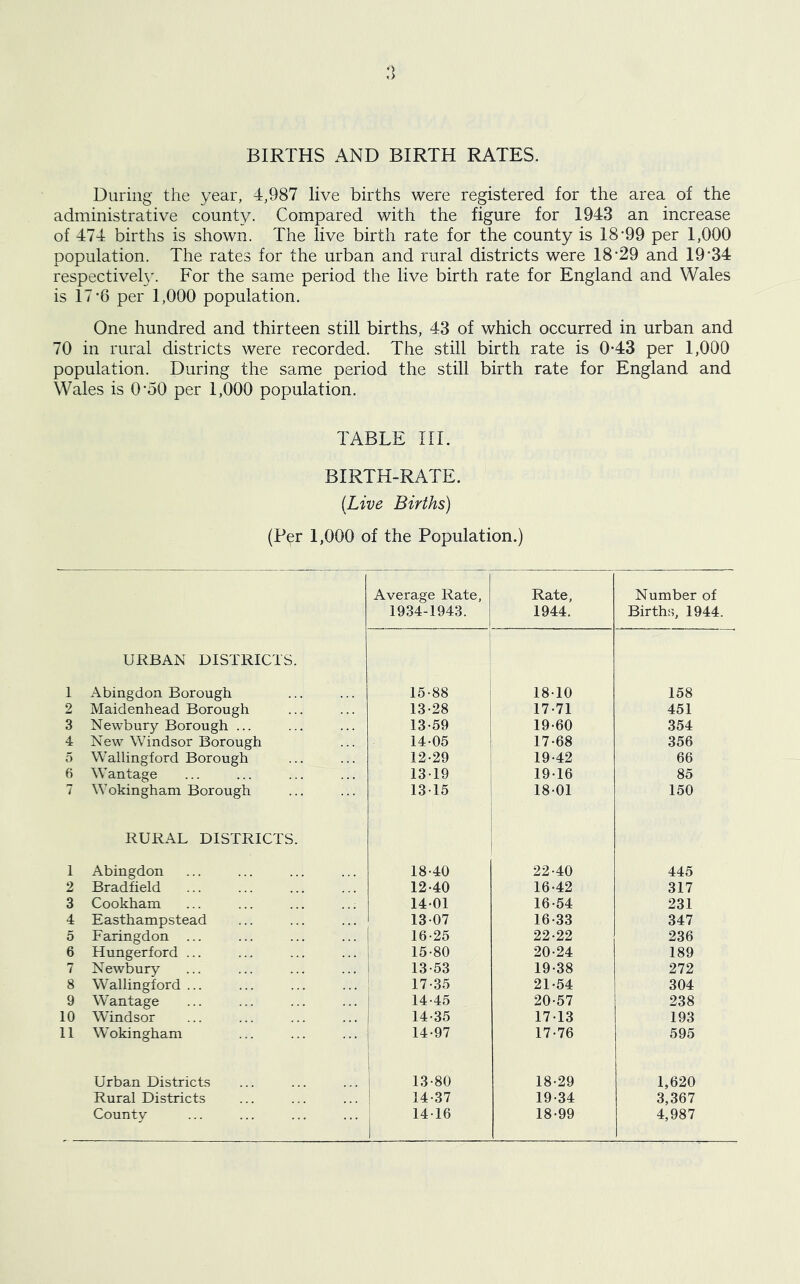 3
BIRTHS AND BIRTH RATES.
During the year, 4,987 live births were registered for the area of the
administrative county. Compared with the figure for 1943 an increase
of 474 births is shown. The live birth rate for the county is 18·99 per 1,000
population. The rates for the urban and rural districts were 18·29 and 19·34
respectively. For the same period the live birth rate for England and Wales
is 17·6 per 1,000 population.
One hundred and thirteen still births, 43 of which occurred in urban and
70 in rural districts were recorded. The still birth rate is 0·43 per 1,000
population. During the same period the still birth rate for England and
Wales is 0·50 per 1,000 population.
TABLE III.
BIRTH-RATE.
(Live Births)
(Per 1,000 of the Population.)
Average Rate, 1934-1943. Rate, 1944. Number of Births, 1944.
URBAN DISTRICTS.
1 Abingdon Borough ... ... 15·88 18·10 158
2 Maidenhead Borough ... ... 13·28 17·71 451
3 Newbury Borough ... ... ... 13·59 19·60 354
4 New Windsor Borough ... 14·05 17·68 356
5 Wallingford Borough ... ... 12·29 19·42 66
6 Wantage ... ... ... ... 13·19 19·16 85
7 Wokingham Borough ... ... 13·15 18·01 150
RURAL DISTRICTS.
1 Abingdon ... ... ... ... 18·40 22·40 445
2 Bradfield ... ... ... ... 12·40 16·42 317
3 Cookham ... ... ... ... 14·01 16·54 231
4 Easthampstead ... ... ... 13·07 16·33 347
5 Faringdon ... ... ... ... 16·25 22·22 236
6 Hungerford ... ... ... ... 15·80 20·24 189
7 Newbury ... ... ... ... 13·53 19·38 272
8 Wallingford ... ... ... ... 17·35 21·54 304
9 Wantage ... ... ... ... 14·45 20·57 238
10 Windsor ... ... ... ... 14·35 17·13 193
11 Wokingham ... ... ... 14·97 17·76 595
Urban Districts ... ... ... 13·80 18·29 1,620
Rural Districts ... ... ... 14·37 19·34 3,367
County ... ... ... ... 14·16 18·99 4,987